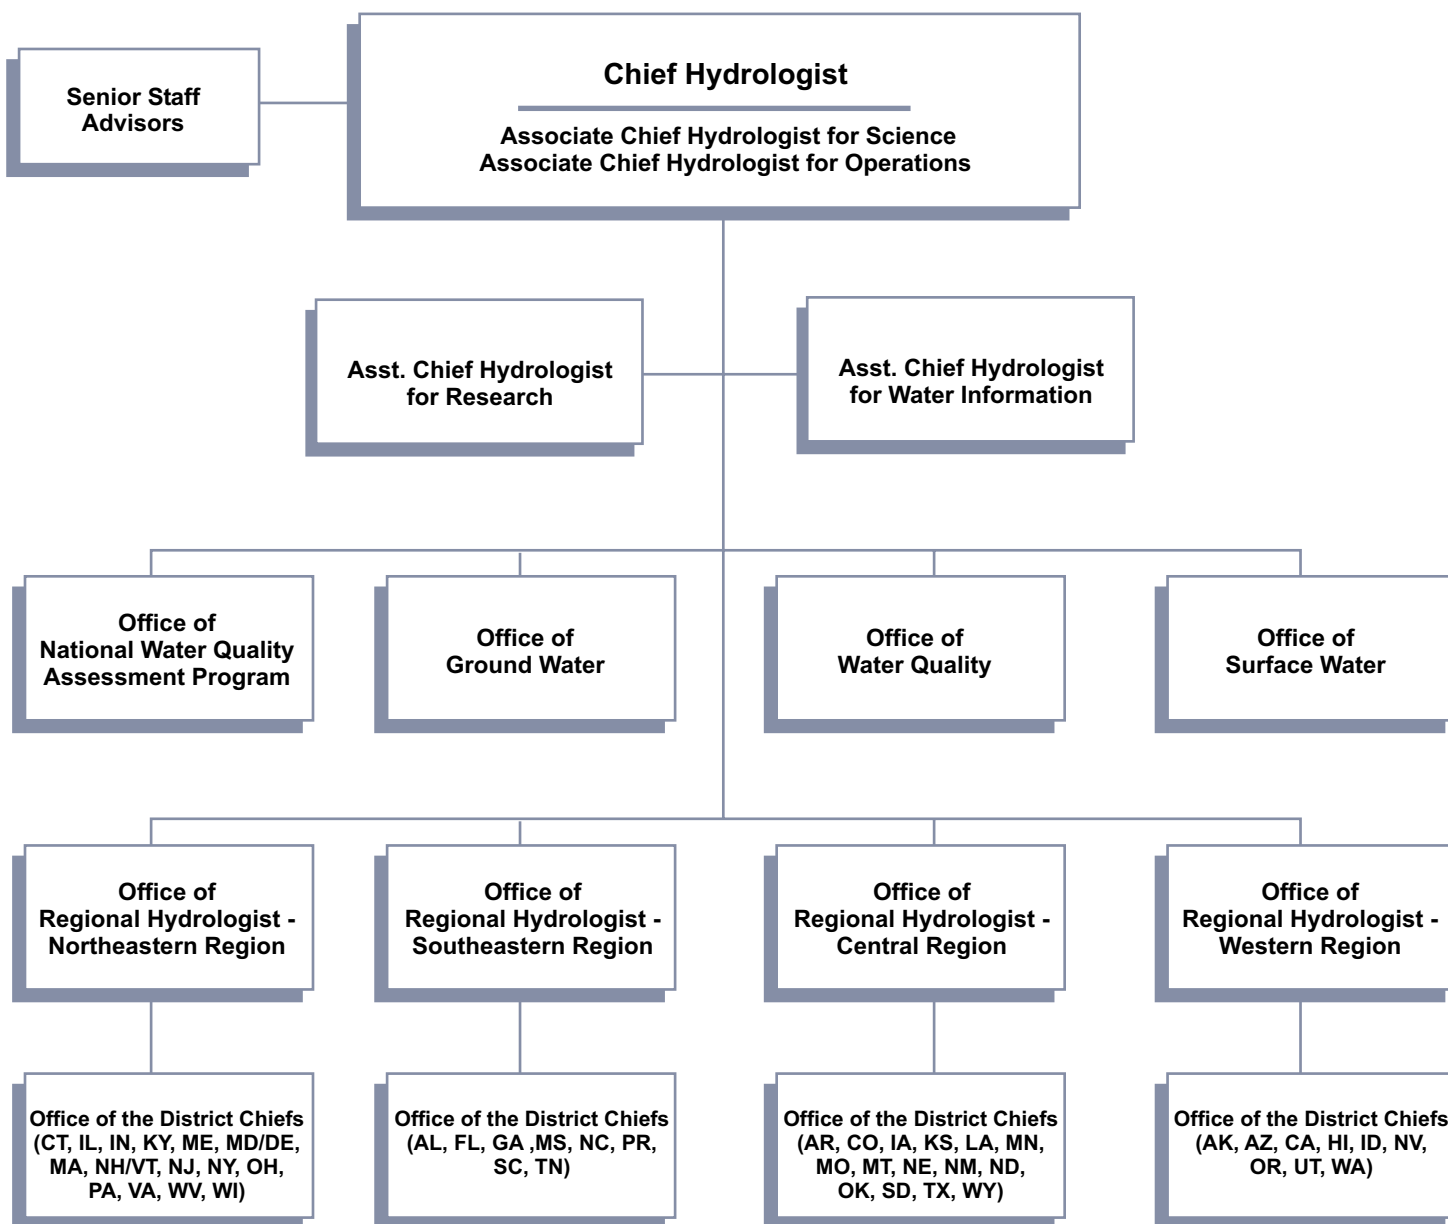 Senior Staff
Advisors
Chief Hydrologist
Associate Chief Hydrologist for Science
Associate Chief Hydrologist for Operations
Asst. Chief Hydrologist
for Research
Asst. Chief Hydrologist
for Water Information
Office of
National Water Quality
Assessment Program
Office of
Ground Water
Office of
Water Quality
Office of
Surface Water
Office of
Regional Hydrologist -
Northeastern Region
Office of
Regional Hydrologist -
Southeastern Region
Office of
Regional Hydrologist -
Central Region
Office of
Regional Hydrologist -
Western Region
Office of the District Chiefs
(CT, IL, IN, KY, ME, MD/DE,
MA, NH/VT, NJ, NY, OH,
PA, VA, WV, WI)
Office of the District Chiefs
(AL, FL, GA ,MS, NC, PR,
SC, TN)
Office of the District Chiefs
(AR, CO, IA, KS, LA, MN,
MO, MT, NE, NM, ND,
OK, SD, TX, WY)
Office of the District Chiefs
(AK, AZ, CA, HI, ID, NV,
OR, UT, WA)